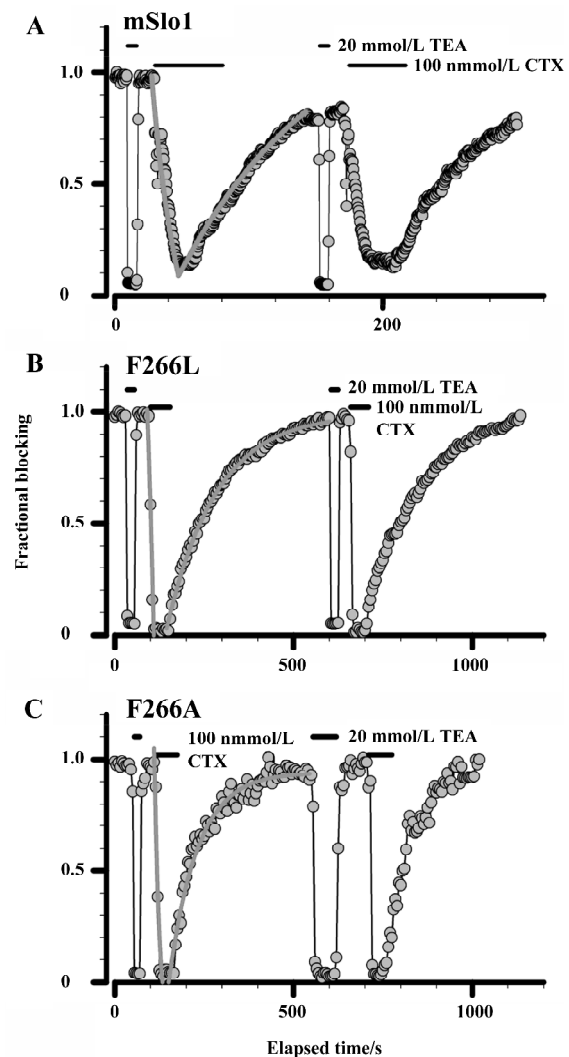 A
mSlo1
20 mmol/L TEA
100 nmmol/L CTX
1.0
0.5
0
0
200
B
F266L
20 mmol/L TEA
100 nmmol/L
CTX
1.0
0.5
0
0
500
1000
Fractional blocking
C
F266A
100 nmmol/L
CTX
20 mmol/L TEA
1.0
0.5
0
0
500
1000
Elapsed time/s